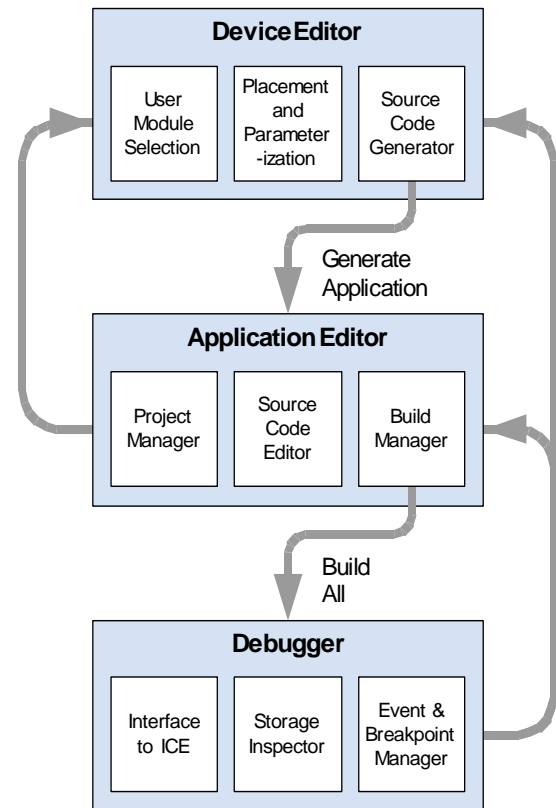 Device Editor
User
Module
Selection
Placement
and
Parameter
-ization
Source
Code
Generator
Generate
Application
Application Editor
Project
Manager
Source
Code
Editor
Build
Manager
Build
All
Debugger
Interface
to ICE
Storage
Inspector
Event &
Breakpoint
Manager